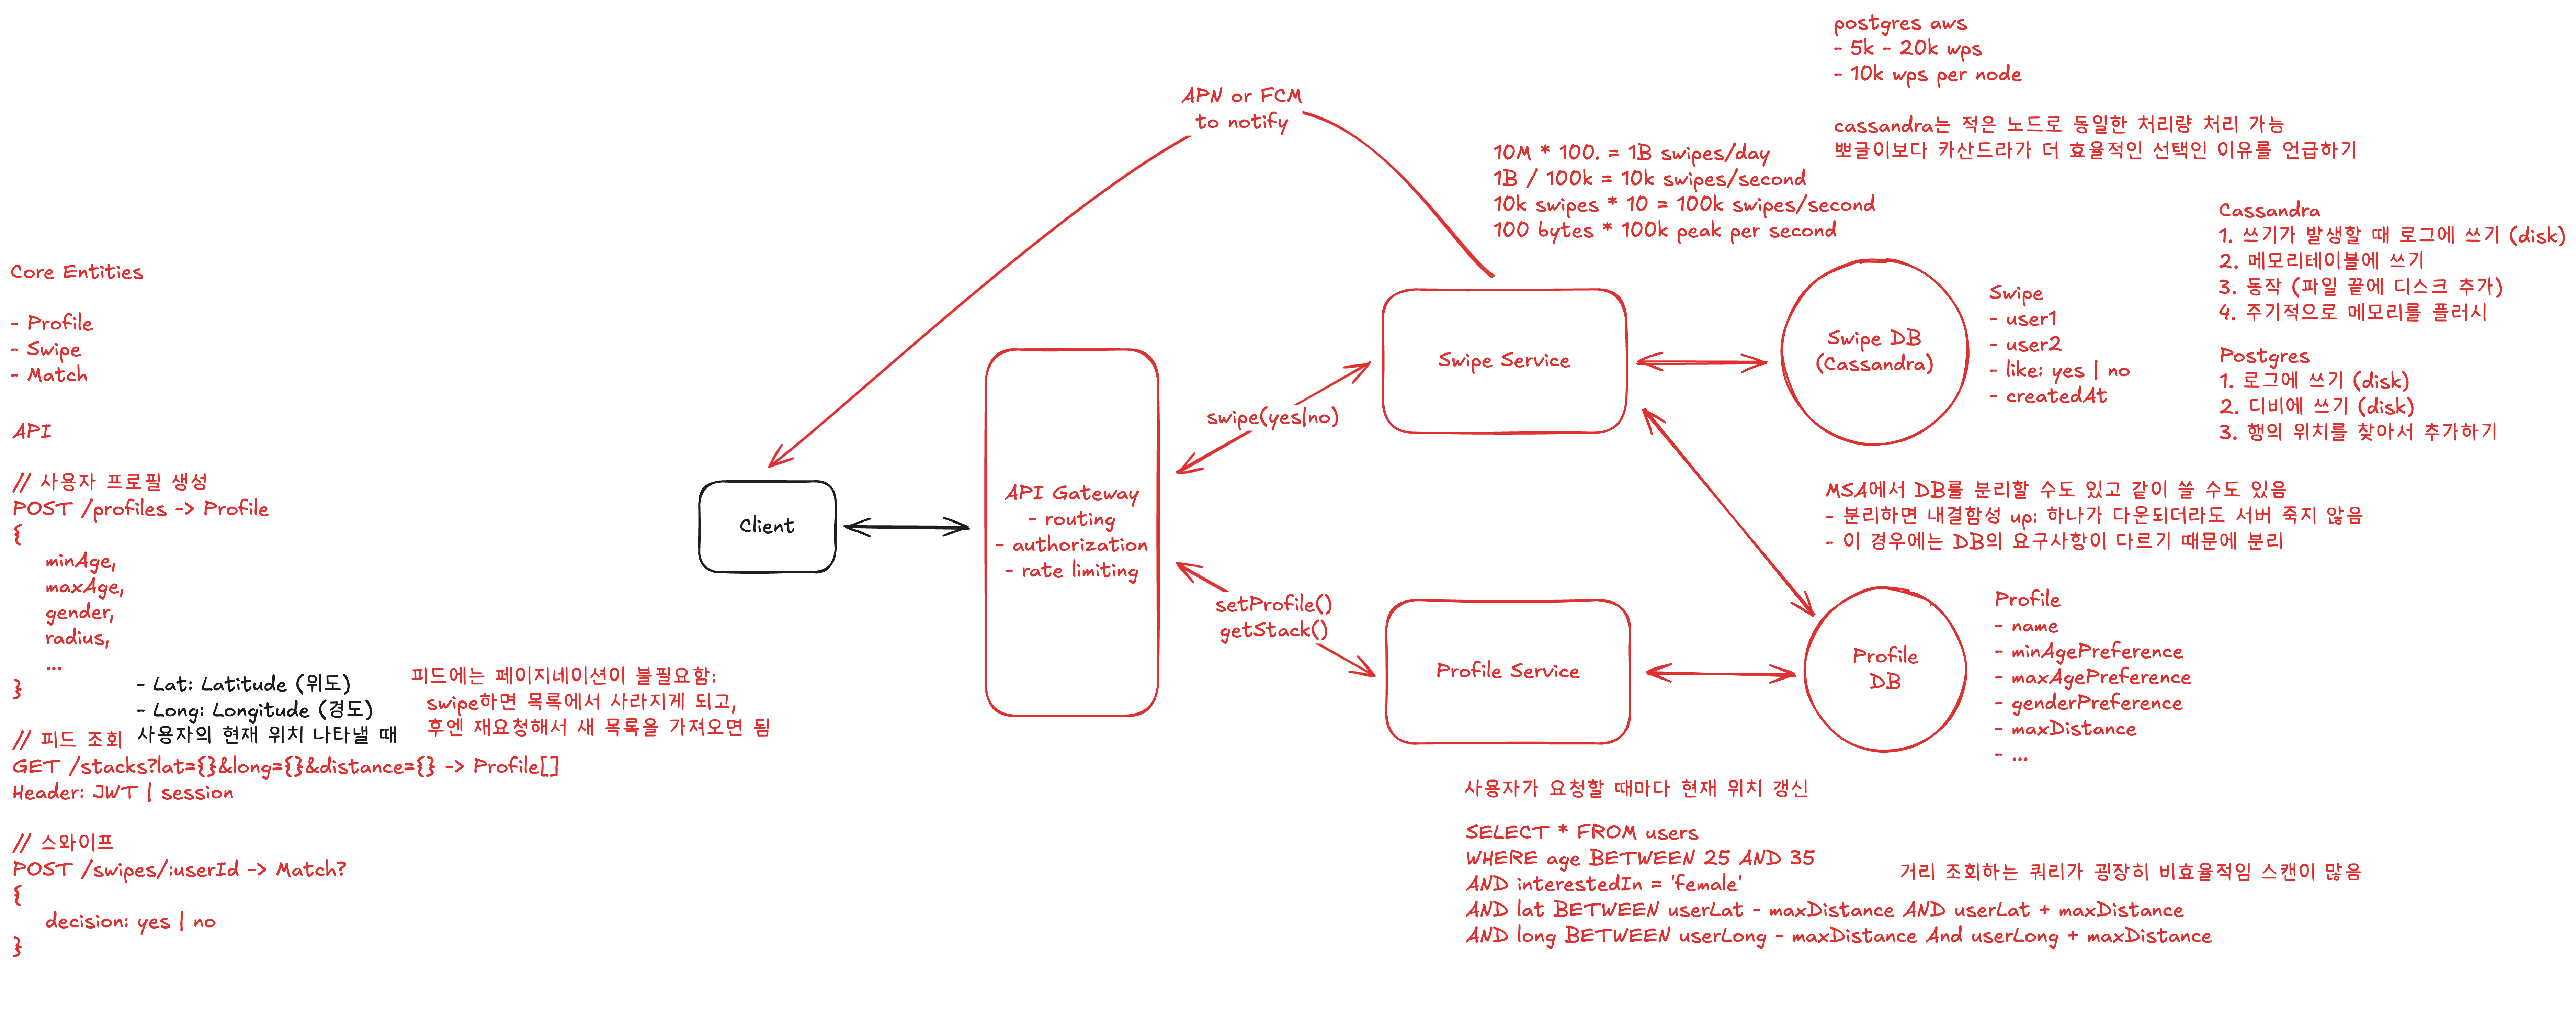 Core Entities
- Profile
- Swipe
- Match
API
// 사용자 프로필 생성
POST /profiles -> Profile
{
minAge,
maxAge,
gender,
radius,
...
}
- Lat: Latitude (위도)
- Long: Longitude (경도)
사용자의 현재 위치 나타낼 때
피드에는 페이지네이션이 불필요함:
swipe하면 목록에서 사라지게 되고,
후엔 재요청해서 새 목록을 가져오면 됨
// 피드 조회
GET /stacks?lat={}&long={}&distance={} -> Profile[]
Header: JWT | session
// 스와이프
POST /swipes/:userId -> Match?
{
decision: yes | no
}
Client
APN or FCM
to notify
API Gateway
- routing
- authorization
- rate limiting
swipe(yes|no)
setProfile()
getStack()
10M * 100. = 1B swipes/day
1B / 100k = 10k swipes/second
10k swipes * 10 = 100k swipes/second
100 bytes * 100k peak per second
Swipe Service
Profile Service
postgres aws
- 5k - 20k wps
- 10k wps per node
cassandra는 적은 노드로 동일한 처리량 처리 가능
뽀글이보다 카산드라가 더 효율적인 선택인 이유를 언급하기
Swipe DB
(Cassandra)
Swipe
- user1
- user2
- like: yes | no
- createdAt
Cassandra
1. 쓰기가 발생할 때 로그에 쓰기 (disk)
2. 메모리테이블에 쓰기
3. 동작 (파일 끝에 디스크 추가)
4. 주기적으로 메모리를 플러시
Postgres
1. 로그에 쓰기 (disk)
2. 디비에 쓰기 (disk)
3. 행의 위치를 찾아서 추가하기
MSA에서 DB를 분리할 수도 있고 같이 쓸 수도 있음
- 분리하면 내결함성 up: 하나가 다운되더라도 서버 죽지 않음
- 이 경우에는 DB의 요구사항이 다르기 때문에 분리
Profile
DB
Profile
- name
- minAgePreference
- maxAgePreference
- genderPreference
- maxDistance
- ...
사용자가 요청할 때마다 현재 위치 갱신
SELECT * FROM users
WHERE age BETWEEN 25 AND 35
AND interestedIn = 'female'
AND lat BETWEEN userLat - maxDistance AND userLat + maxDistance
AND long BETWEEN userLong - maxDistance And userLong + maxDistance
거리 조회하는 쿼리가 굉장히 비효율적임 스캔이 많음